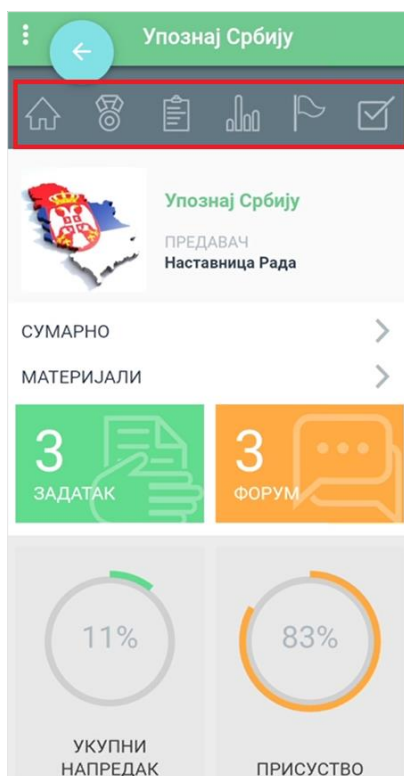 Упознај Србију
Упознај Србију
ПРЕДАВАЧ
Наставница Рада
СУМАРНО
МАТЕРИЈАЛИ
3
ЗАДАТАК
3
ФОРУМ
11%
УКУПНИ
НАПРЕДАК
83%
ПРИСУСТВО